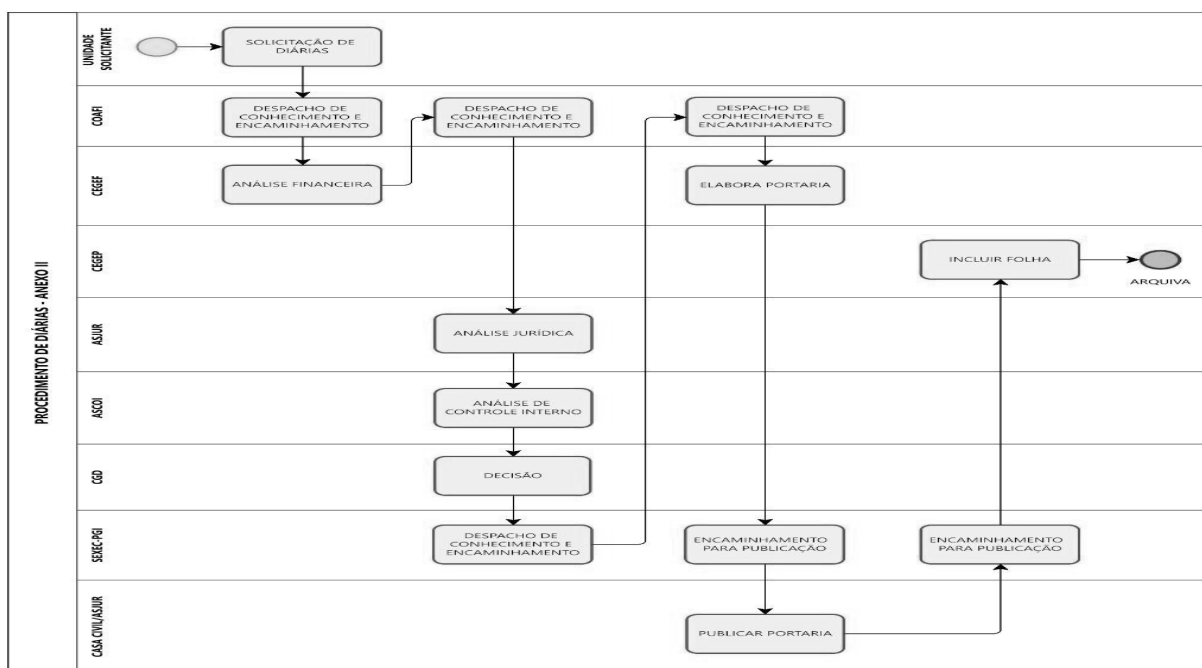 PROCEDIMENTO DE DIÁRIAS - ANEXO II
UNIDADE
SOLICITANTE
SOLICITAÇÃO DE
DIÁRIAS
COAFI
DESPACHO DE
CONHECIMENTO E
ENCAMINHAMENTO
DESPACHO DE
CONHECIMENTO E
ENCAMINHAMENTO
DESPACHO DE
CONHECIMENTO E
ENCAMINHAMENTO
CEGEF
ANÁLISE FINANCEIRA
ELABORA PORTARIA
CEGEP
INCLUIR FOLHA
ARQUIVA
ASJUR
ANÁLISE JURÍDICA
ASCOI
ANÁLISE DE
CONTROLE INTERNO
CGD
DECISÃO
SEXEC-PGI
DESPACHO DE
CONHECIMENTO E
ENCAMINHAMENTO
ENCAMINHAMENTO
PARA PUBLICAÇÃO
ENCAMINHAMENTO
PARA PUBLICAÇÃO
CASA CIVIL/ASJUR
PUBLICAR PORTARIA